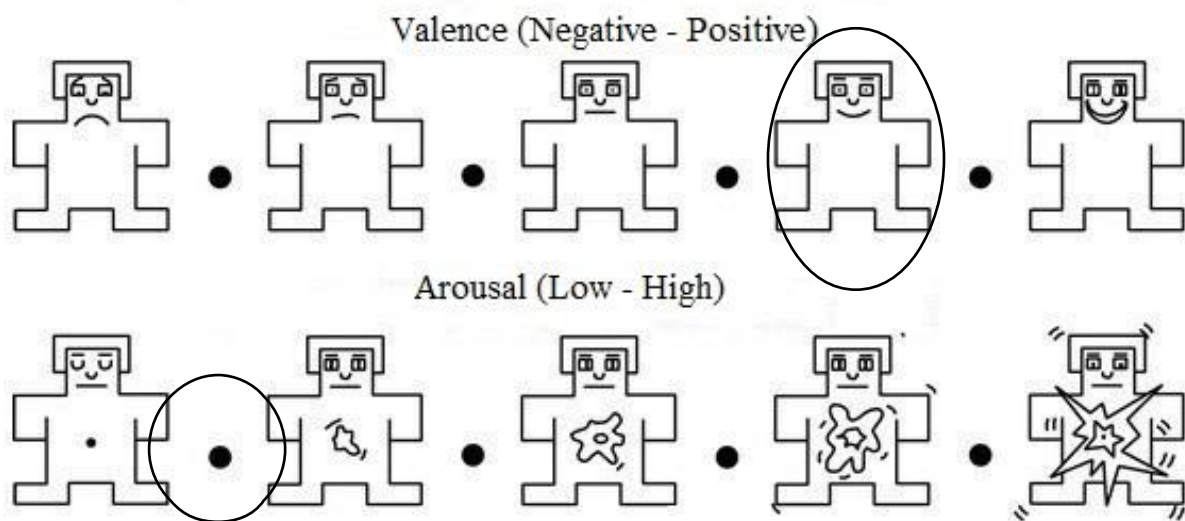 Valence (Negative - Positive)
Arousal (Low - High)